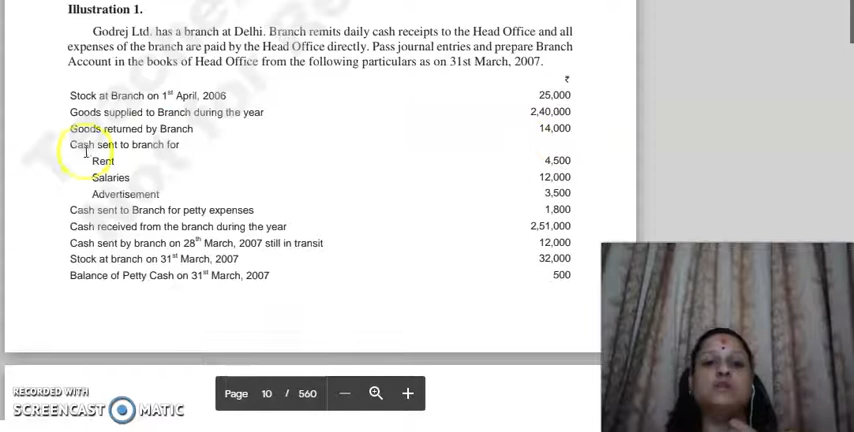 Illustration 1.
Godrej Ltd. has a branch at Delhi. Branch remits daily cash receipts to the Head Office and all
expenses of the branch are paid by the Head Office directly. Pass journal entries and prepare Branch
Account in the books of Head Office from the following particulars as on 31st March, 2007.
₹
Stock at Branch on 1st April, 2006 25,000
Goods supplied to Branch during the year 2,40,000
Goods returned by Branch 14,000
Cash sent to branch for
Rent 4,500
Salaries 12,000
Advertisement 3,500
Cash sent to Branch for petty expenses 1,800
Cash received from the branch during the year 2,51,000
Cash sent by branch on 28th March, 2007 still in transit 12,000
Stock at branch on 31st March, 2007 32,000
Balance of Petty Cash on 31st March, 2007 500
Page 10 / 560
RECORDED WITH
SCREENCAST MATIC